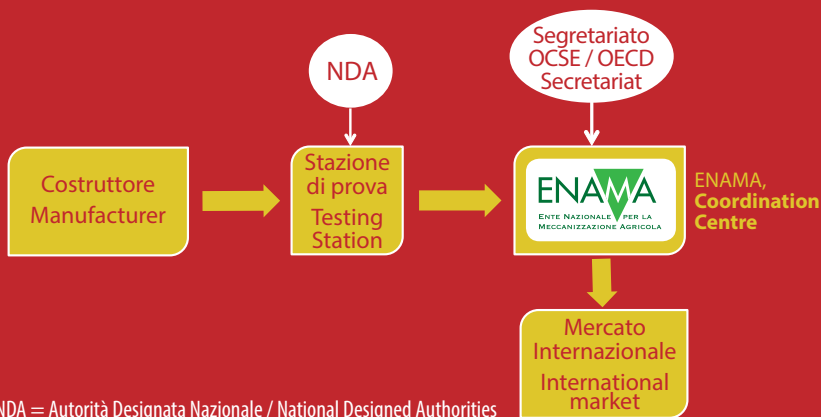 Segretariato
OCSE / OECD
Secretariat
NDA
Costruttore
Manufacturer
Stazione
di prova
Testing
Station
ENAMA
ENTE NAZIONALE PER LA
MECCANIZZAZIONE AGRICOLA
ENAMA,
Coordination
Centre
Mercato
Internazionale
International
market
NDA = Autorità Designata Nazionale / National Designed Authorities